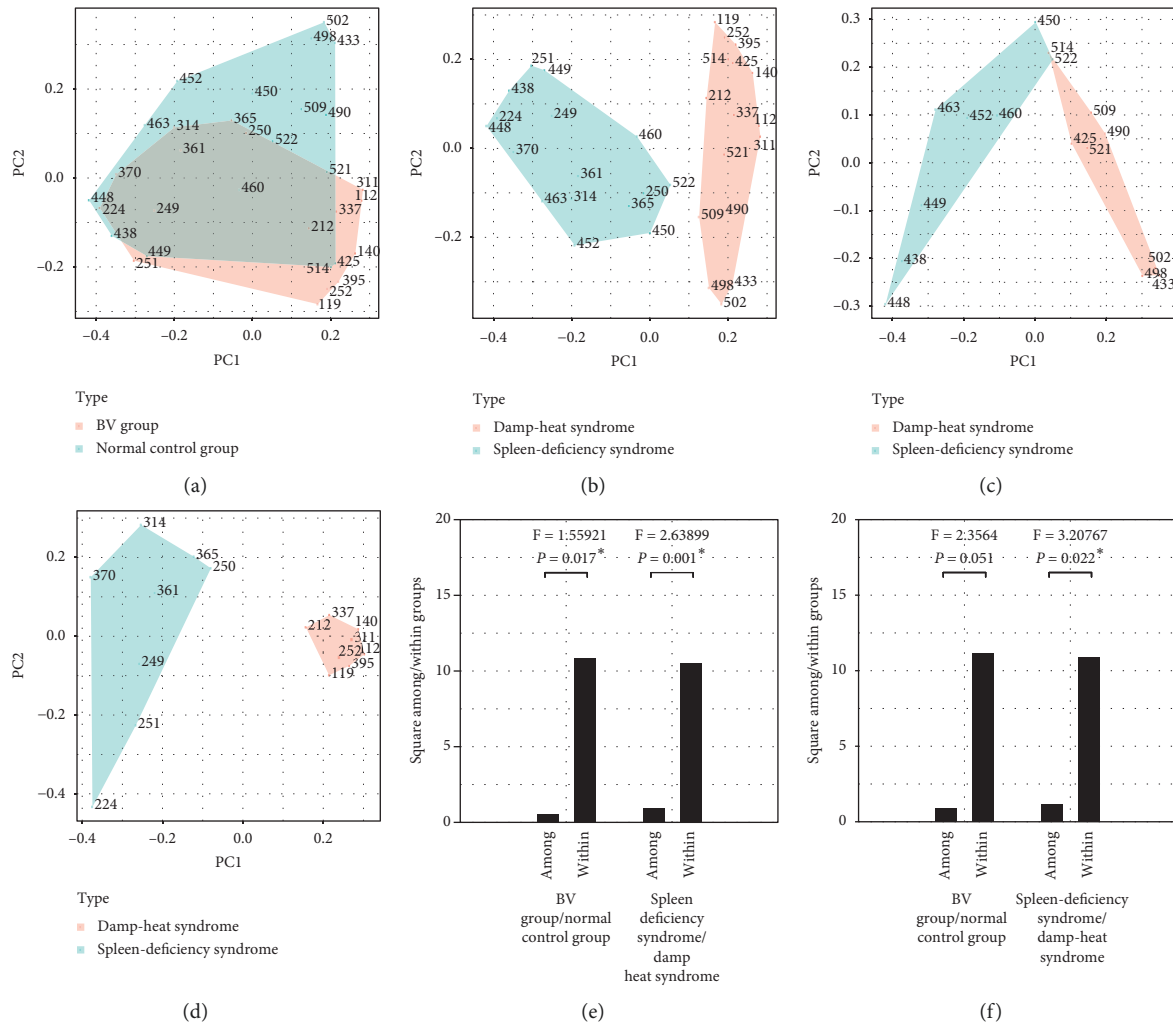 502
498 433
0.2
452
450
509 490
463
314
365
250
522
361
370
521
0.0
460
311
112
448
224
249
337
212
438
449
251
514
425
140
−0.2
395
252
119
PC2
−0.4
−0.2
0.0
0.2
PC1
Type
BV group
Normal control group
(a)
119
252
395
0.2
251
449
514
425
140
438
212
224
249
337
112
448
460
311
0.0
370
521
361
522
463 314
250
365
509
490
452
450
−0.2
498
433
502
PC2
−0.4
−0.2
0.0
0.2
PC1
Type
Damp-heat syndrome
Spleen-deficiency syndrome
(b)
0.3
450
514
522
0.2
463
452 460
509
0.1
490
425
521
0.0
449
−0.1
438
502
−0.2
498
433
448
−0.3
PC2
−0.4
−0.2
0.0
0.2
PC1
Type
Damp-heat syndrome
Spleen-deficiency syndrome
(c)
314
0.2
365
250
370
361
337
212
140
0.0
311
112
252
395
249
119
−0.2
251
−0.4
224
PC2
−0.4
−0.2
0.0
0.2
PC1
Type
Damp-heat syndrome
Spleen-deficiency syndrome
(d)
20
F = 1:55921
F = 2.63899
P = 0.017*
P = 0.001*
15
10
5
0
Square among/within groups
Among
Within
Among
Within
BV
group/normal
control group
Spleen
deficiency
syndrome/
damp
heat syndrome
(e)
20
F = 2:3564
F = 3.20767
P = 0.051
P = 0.022*
15
10
5
0
Square among/within groups
Among
Within
Among
Within
BV
group/normal
control group
Spleen-deficiency
syndrome/
damp-heat
syndrome
(f)